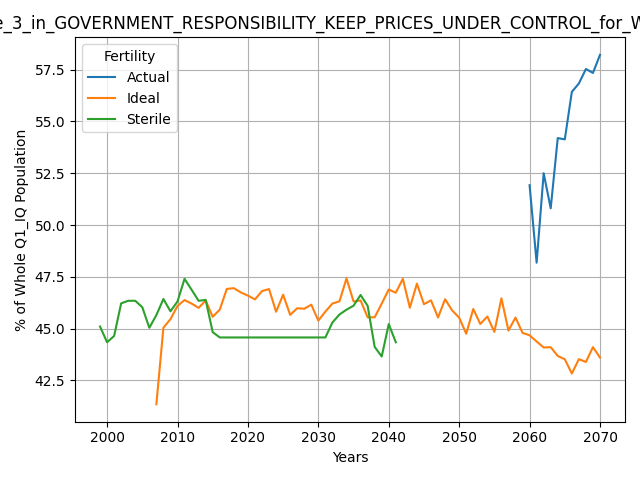 e_3_in_GOVERNMENT_RESPONSIBILITY_KEEP_PRICES_UNDER_CONTROL_for_W
Fertility
Actual
Ideal
Sterile
% of Whole Q1_IQ Population
57.5
55.0
52.5
50.0
47.5
45.0
42.5
2000 2010 2020 2030 2040 2050 2060 2070
Years